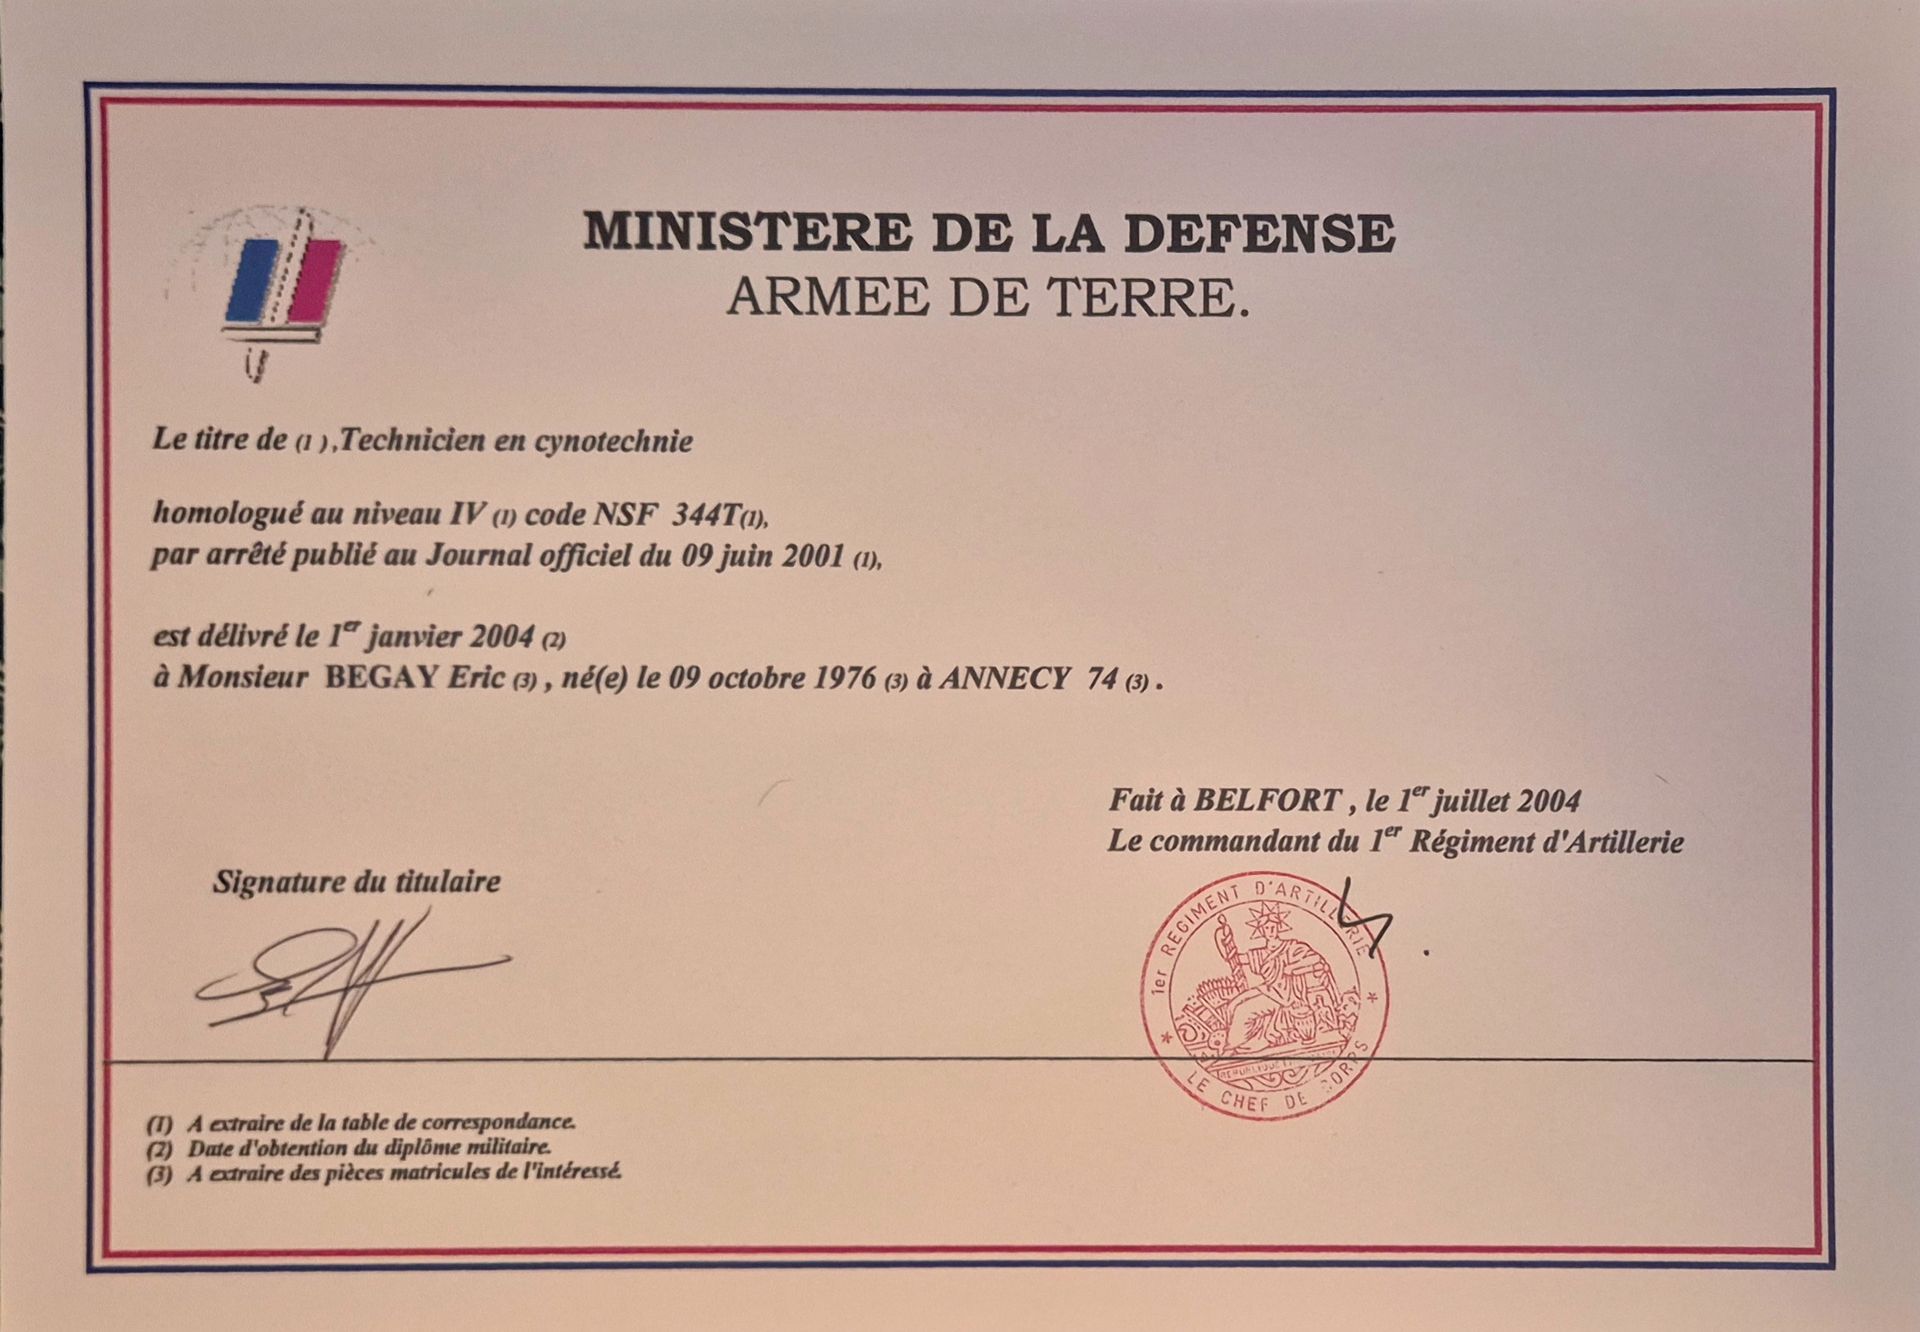 MINISTERE DE LA DEFENSE
ARMEE DE TERRE.
Le titre de (1 ),Technicien en cynotechnie
homologué au niveau IV (1) code NSF 344T(1),
par arrêté publié au Journal officiel du 09 juin 2001 (1),
est délivré le 1er janvier 2004 (2)
à Monsieur BEGAY Eric (3) , né(e) le 09 octobre 1976 (3) à ANNECY 74 (3) .
Fait à BELFORT , le 1er juillet 2004
Le commandant du 1er Régiment d'Artillerie
Signature du titulaire
1er REGIMENT D'ARTILLERIE
* LE CHEF DE CORPS *
(1) A extraire de la table de correspondance.
(2) Date d'obtention du diplôme militaire.
(3) A extraire des pièces matricules de l'intéressé.